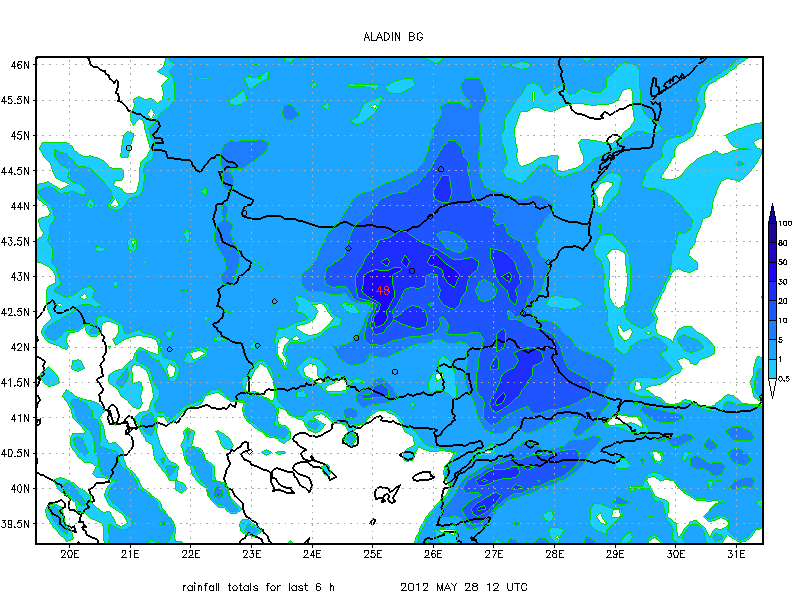 ALADIN BG
46N
45.5N
45N
44.5N
44N
43.5N
43N
42.5N
42N
41.5N
41N
40.5N
40N
39.5N
48
100
80
50
30
20
10
5
1
0.5
20E 21E 22E 23E 24E 25E 26E 27E 28E 29E 30E 31E
rainfall totals for last 6 h 2012 MAY 28 12 UTC